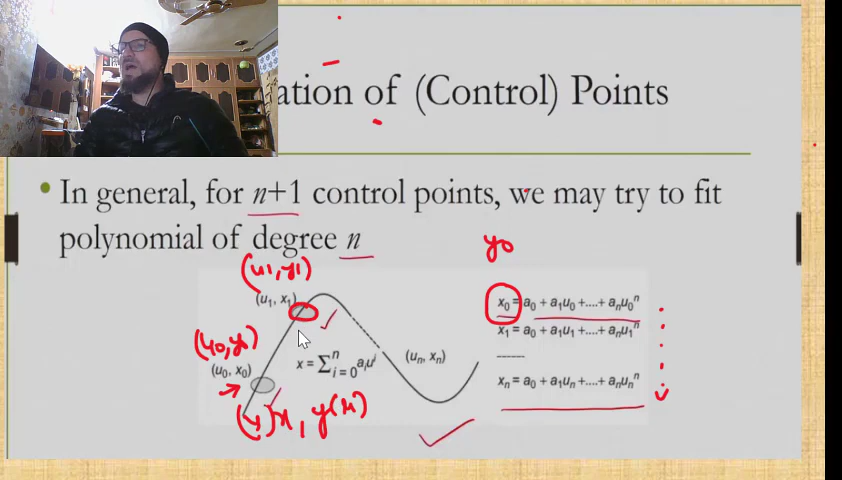 ation of (Control) Points
• In general, for n+1 control points, we may try to fit
polynomial of degree n
y0
(u1,y1)
(u₁, x₁)
x₀ = a₀ + a₁u₀ +....+ aₙu₀ⁿ
x₁ = a₀ + a₁u₁ +....+ aₙu₁ⁿ
(u0,y0)
(u₀, x₀)
x = Σⁿᵢ₌₀ aᵢuⁱ
(uₙ, xₙ)
xₙ = a₀ + a₁uₙ +....+ aₙuₙⁿ